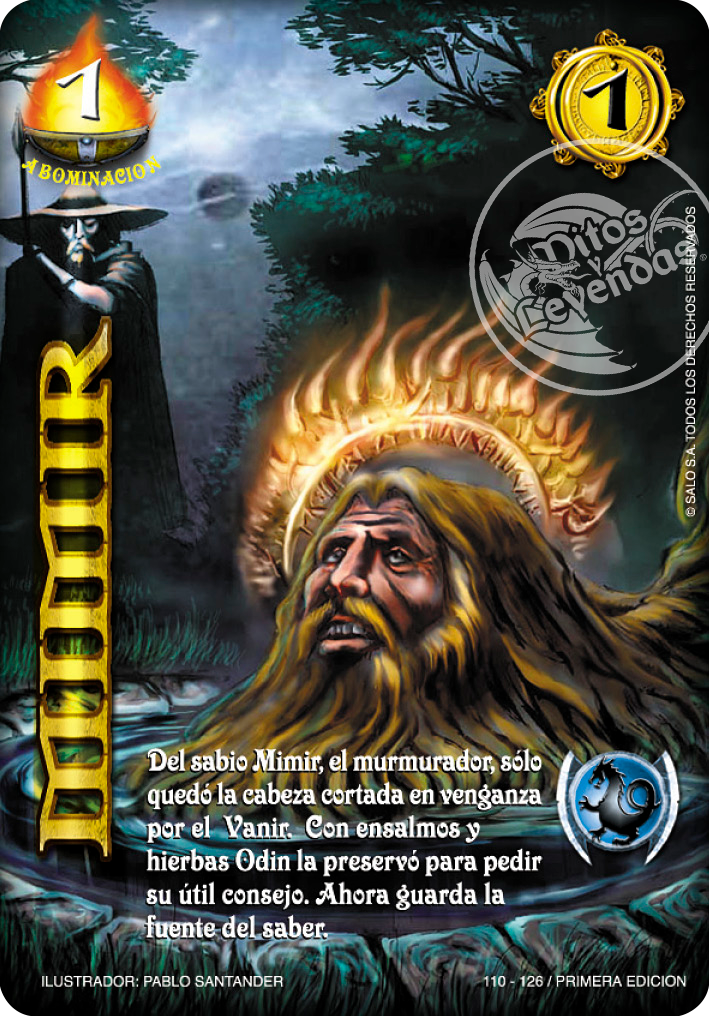 1
ABOMINACION
1
Mitos
y
Leyendas
®
© SALO S.A. TODOS LOS DERECHOS RESERVADOS
MIMIR
Del sabio Mimir, el murmurador, sólo
quedó la cabeza cortada en venganza
por el Vanir. Con ensalmos y
hierbas Odin la preservó para pedir
su útil consejo. Ahora guarda la
fuente del saber.
ILUSTRADOR: PABLO SANTANDER
110 - 126 / PRIMERA EDICION